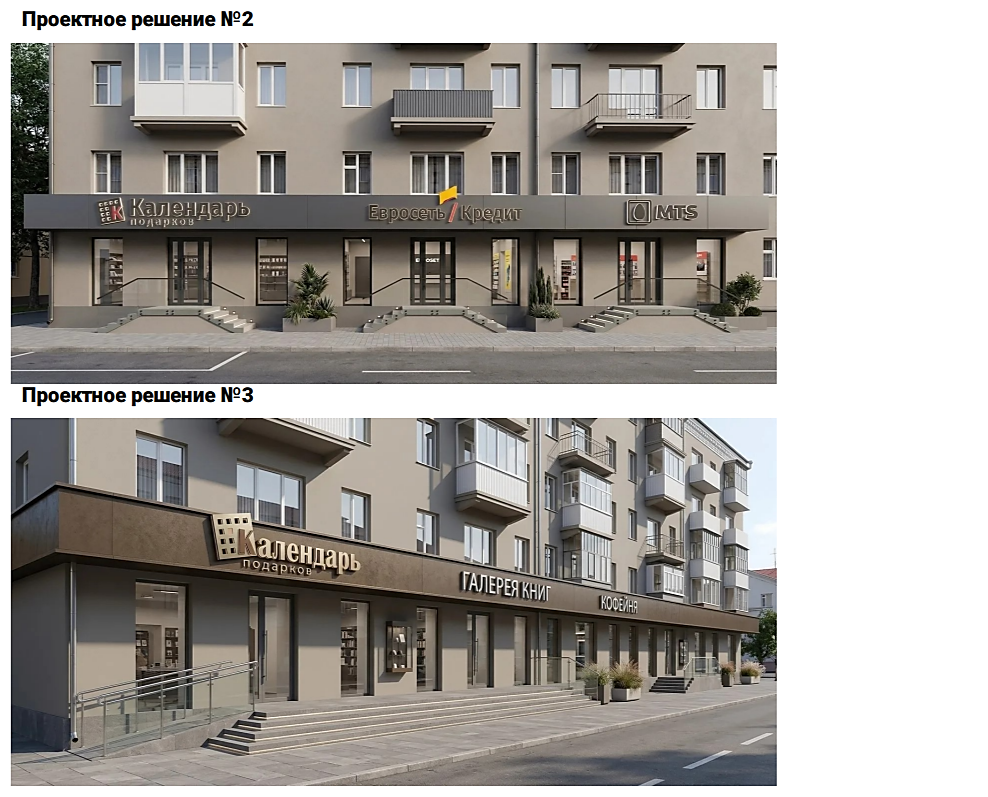 Проектное решение №2
Календарь
подарков
Евросеть / Кредит
MTS
Проектное решение №3
Календарь
подарков
ГАЛЕРЕЯ КНИГ
КОФЕЙНЯ